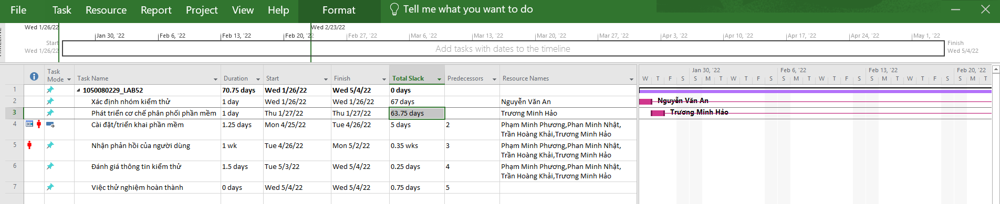 File Task Resource Report Project View Help Format Tell me what you want to do
Wed 1/26/22 Wed 2/23/22
Jan 30, '22 Feb 6, '22 Feb 13, '22 Feb 20, '22 Feb 27, '22 Mar 6, '22 Mar 13, '22 Mar 20, '22 Mar 27, '22 Apr 3, '22 Apr 10, '22 Apr 17, '22 Apr 24, '22 May 1, '22
Start Finish
Wed 1/26/22 Add tasks with dates to the timeline Wed 5/4/22
Task Mode Task Name Duration Start Finish Total Slack Predecessors Resource Names
Jan 30, '22 Feb 6, '22 Feb 13, '22 Feb 20, '22
W T F S S M T W T F S S M T W T F S S M T W T F S S M T
1 1050080229_LAB52 70.75 days Wed 1/26/22 Wed 5/4/22 0 days
2 Xác định nhóm kiểm thử 1 day Wed 1/26/22 Wed 1/26/22 67 days Nguyễn Văn An Nguyễn Văn An
3 Phát triển cơ chế phân phối phần mềm 1 day Thu 1/27/22 Thu 1/27/22 63.75 days Trương Minh Hảo Trương Minh Hảo
4 Cài đặt/triển khai phần mềm 1.25 days Mon 4/25/22 Tue 4/26/22 5 days 2 Phạm Minh Phương,Phan Minh Nhật,
Trần Hoàng Khải,Trương Minh Hảo
5 Nhận phản hồi của người dùng 1 wk Tue 4/26/22 Mon 5/2/22 0.35 wks 3 Phạm Minh Phương,Phan Minh Nhật,
Trần Hoàng Khải,Trương Minh Hảo
6 Đánh giá thông tin kiểm thử 1.5 days Tue 5/3/22 Wed 5/4/22 0.25 days 4 Phạm Minh Phương,Phan Minh Nhật,
Trần Hoàng Khải,Trương Minh Hảo
7 Việc thử nghiệm hoàn thành 0 days Wed 5/4/22 Wed 5/4/22 0.75 days 5